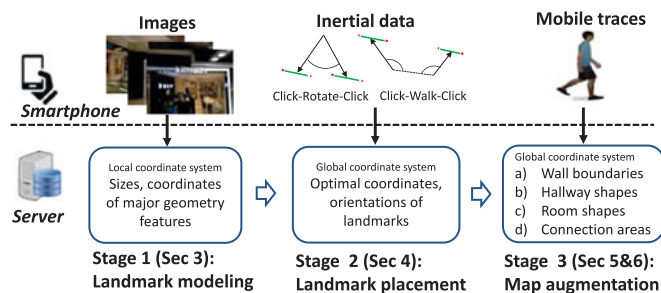 Images
Inertial data
Mobile traces
Click-Rotate-Click
Click-Walk-Click
Smartphone
Server
Local coordinate system
Sizes, coordinates
of major geometry
features
Global coordinate system
Optimal coordinates,
orientations of
landmarks
Global coordinate system
a) Wall boundaries
b) Hallway shapes
c) Room shapes
d) Connection areas
Stage 1 (Sec 3):
Landmark modeling
Stage 2 (Sec 4):
Landmark placement
Stage 3 (Sec 5&6):
Map augmentation